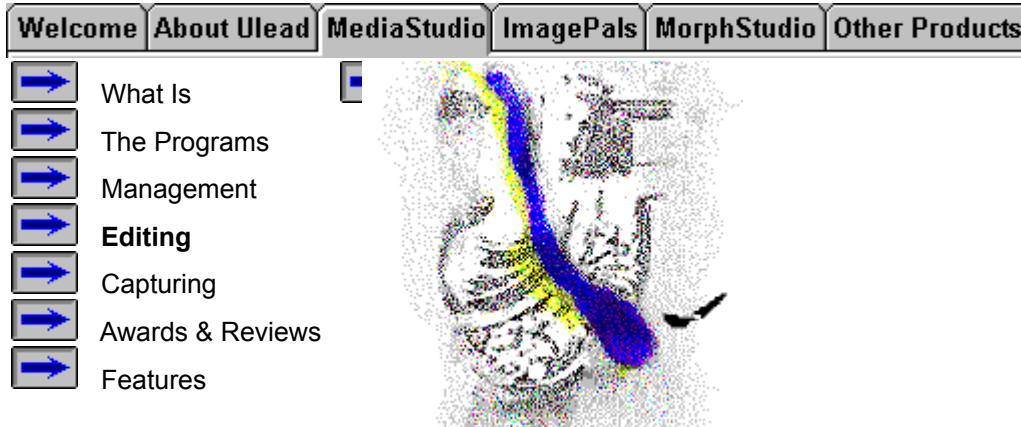 Welcome About Ulead MediaStudio ImagePals MorphStudio Other Products
What Is
The Programs
Management
Editing
Capturing
Awards & Reviews
Features